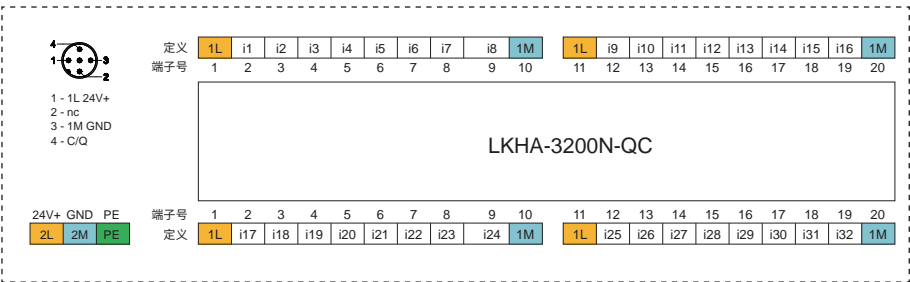 定义 1L i1 i2 i3 i4 i5 i6 i7 i8 1M 1L i9 i10 i11 i12 i13 i14 i15 i16 1M
端子号 1 2 3 4 5 6 7 8 9 10 11 12 13 14 15 16 17 18 19 20
4
1 3
2
1 - 1L 24V+
2 - nc
3 - 1M GND
4 - C/Q
LKHA-3200N-QC
24V+ GND PE
2L 2M PE
端子号 1 2 3 4 5 6 7 8 9 10 11 12 13 14 15 16 17 18 19 20
定义 1L i17 i18 i19 i20 i21 i22 i23 i24 1M 1L i25 i26 i27 i28 i29 i30 i31 i32 1M